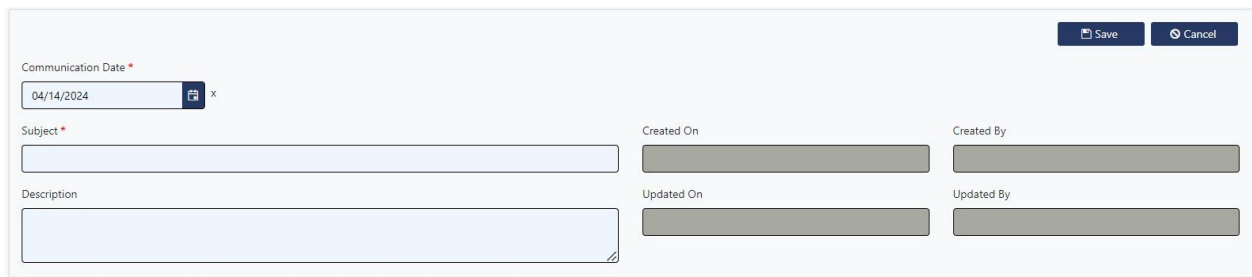 Save Cancel
Communication Date *
04/14/2024 x
Subject * Created On Created By
Description Updated On Updated By